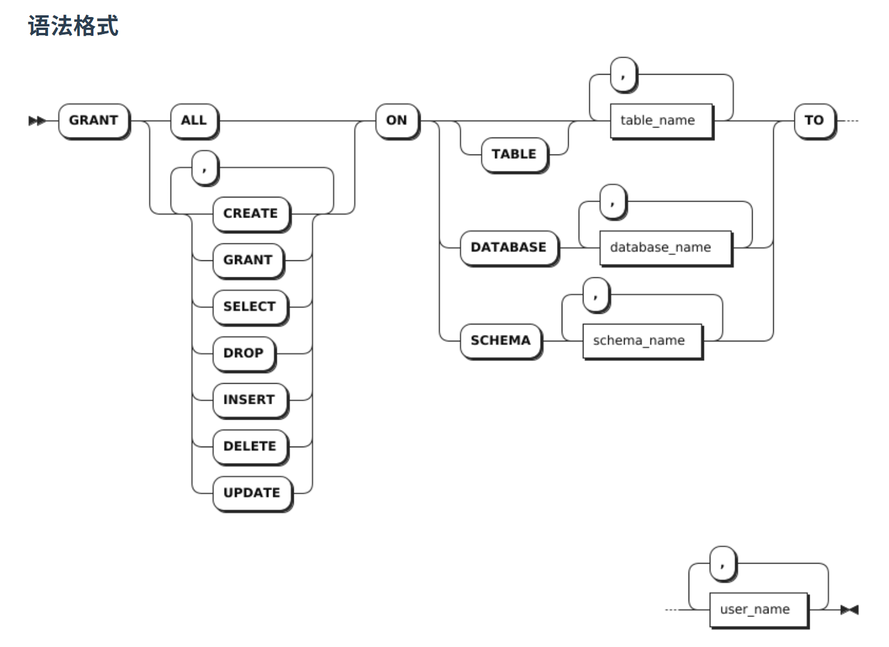 语法格式
,
GRANT ALL ON table_name TO
TABLE
,
CREATE
,
GRANT DATABASE database_name
SELECT
,
SCHEMA schema_name
DROP
INSERT
DELETE
UPDATE
,
user_name